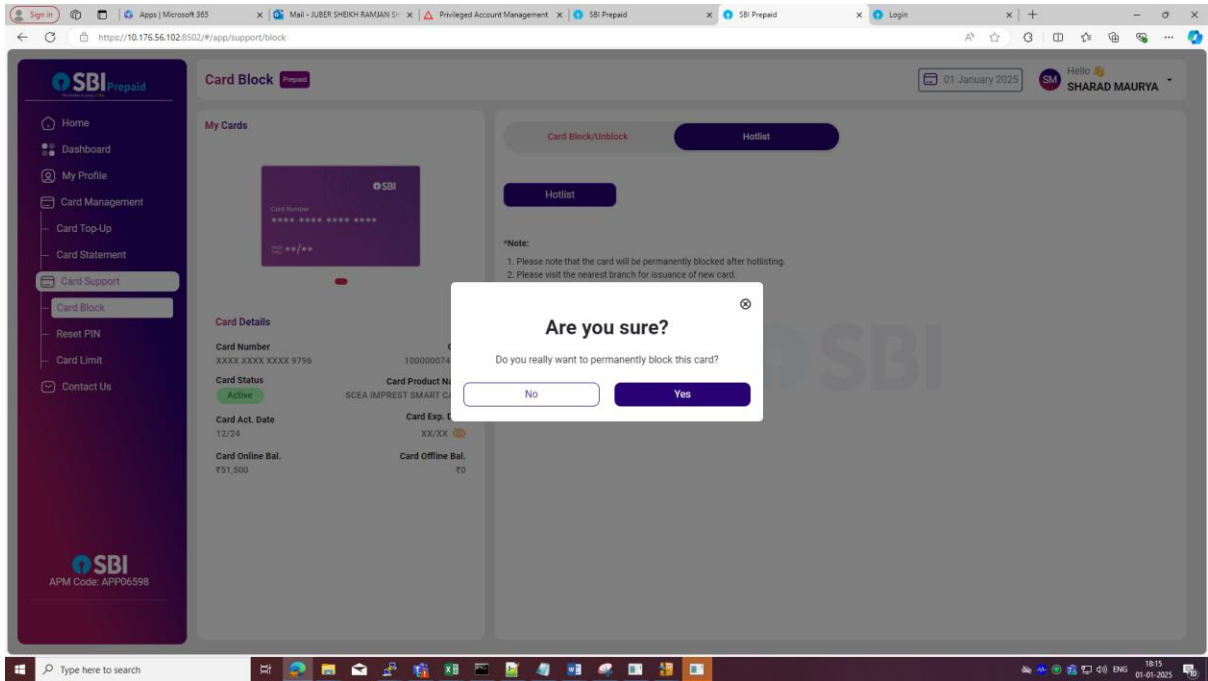 Sign in
Apps | Microsoft 365
Mail - JUBER SHEIKH RAMJAN SH
Privileged Account Management
SBI Prepaid
SBI Prepaid
Login
https://10.176.56.102:8502/#/app/support/block
SBI Prepaid
Card Block Prepaid
01 January 2025
SM
Hello 👋
SHARAD MAURYA
Home
Dashboard
My Profile
Card Management
Card Top-Up
Card Statement
Card Support
Card Block
Reset PIN
Card Limit
Contact Us
SBI
APM Code: APP06598
My Cards
SBI
Card Number
**** **** **** ****
**/**
Card Details
Card Number
XXXX XXXX XXXX 9796
100000074
Card Status
Card Product Na
Active
SCEA IMPREST SMART CA
Card Act. Date
Card Exp. D
12/24
XX/XX
Card Online Bal.
Card Offline Bal.
₹51,500
₹0
Card Block/Unblock
Hotlist
Hotlist
*Note:
1. Please note that the card will be permanently blocked after hotlisting.
2. Please visit the nearest branch for issuance of new card.
SBI
Are you sure?
Do you really want to permanently block this card?
No
Yes
Type here to search
ENG
18:15
01-01-2025